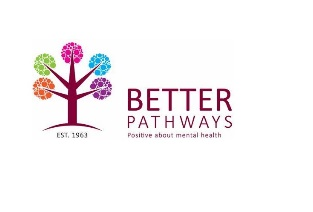 BETTER
PATHWAYS
EST. 1963
Positive about mental health